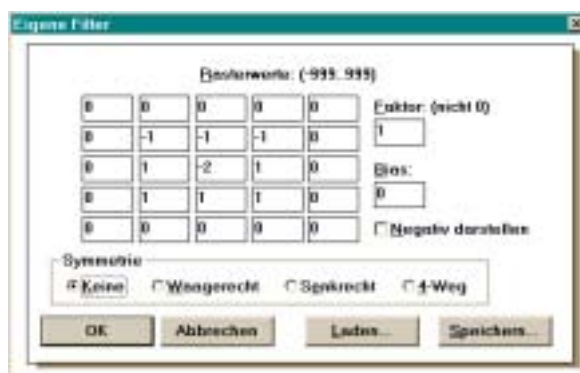 Eigene Filter
Rasterwerte: (-999..999)
0 0 0 0 0
Faktor: (nicht 0)
0 -1 -1 -1 0
1
0 1 -2 1 0
Bias:
0 1 1 1 0
0
0 0 0 0 0
Negativ darstellen
Symmetrie
Keine Waagerecht Senkrecht 4-Weg
OK Abbrechen Laden... Speichern...